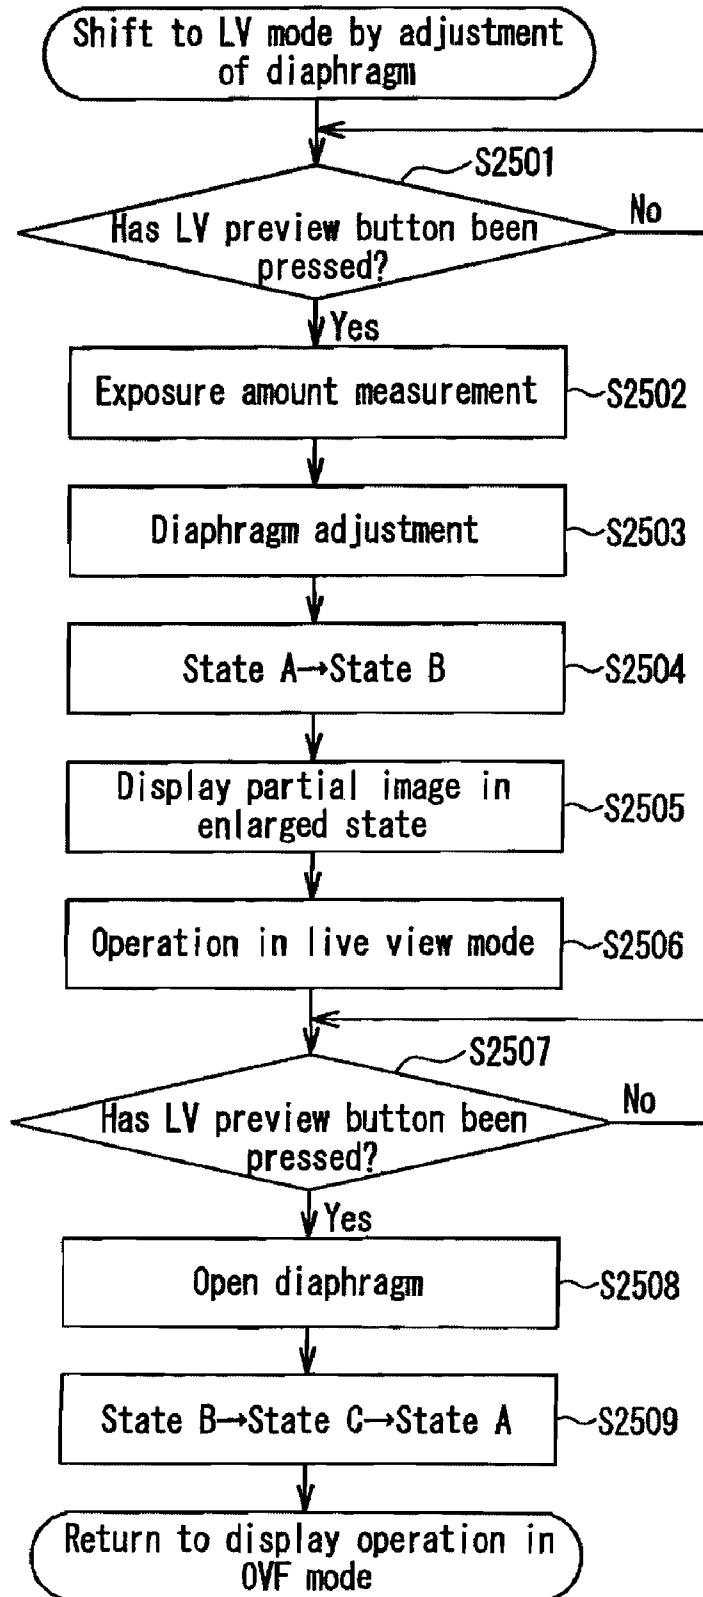 Shift to LV mode by adjustment
of diaphragm
S2501
Has LV preview button been
pressed?
No
Yes
Exposure amount measurement
S2502
Diaphragm adjustment
S2503
State A→State B
S2504
Display partial image in
enlarged state
S2505
Operation in live view mode
S2506
S2507
Has LV preview button been
pressed?
No
Yes
Open diaphragm
S2508
State B→State C→State A
S2509
Return to display operation in
OVF mode